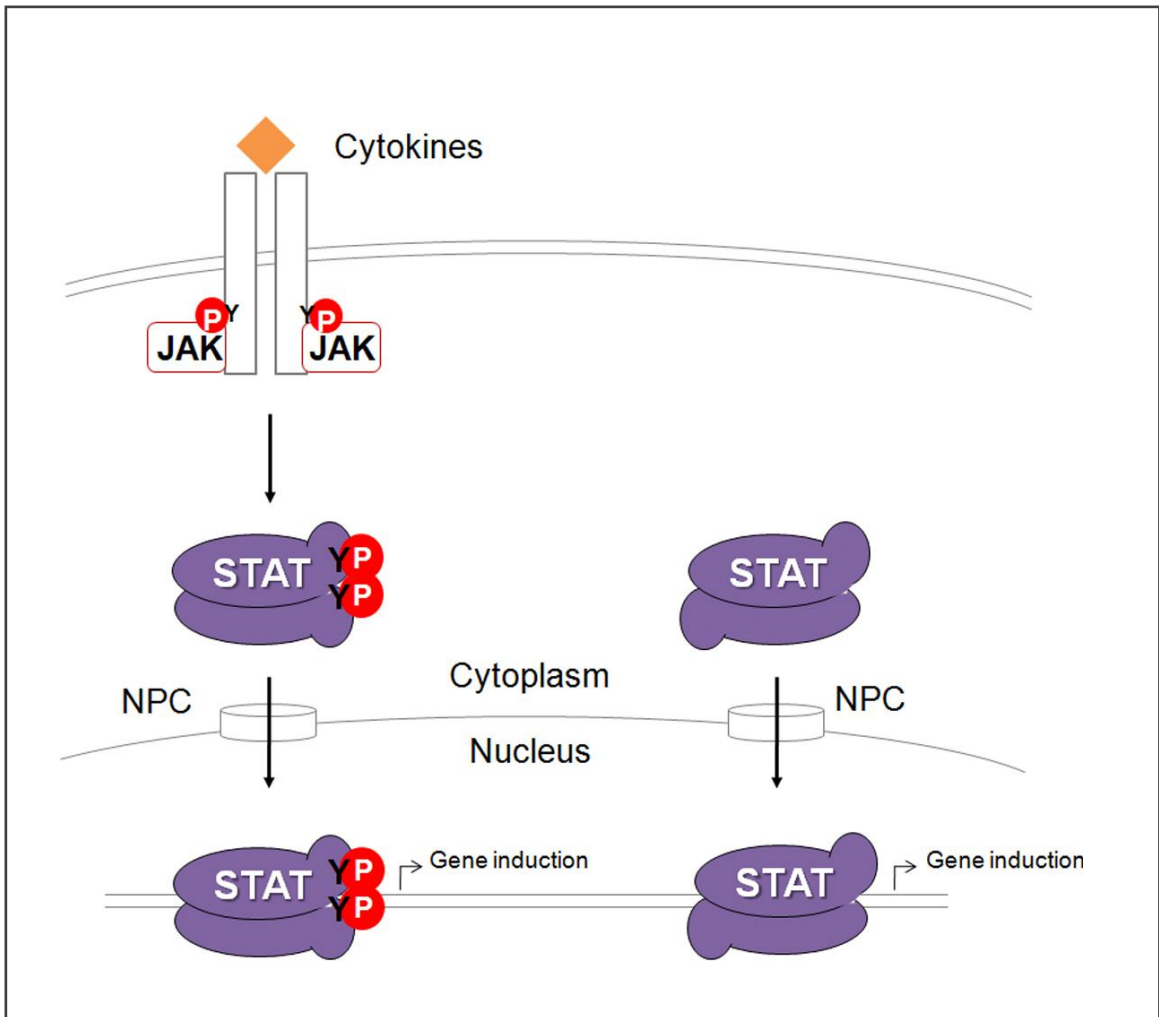 Cytokines
P Y Y P
JAK JAK
STAT Y P
Y P
STAT
Cytoplasm
NPC NPC
Nucleus
STAT Y P
Y P
Gene induction
STAT
Gene induction